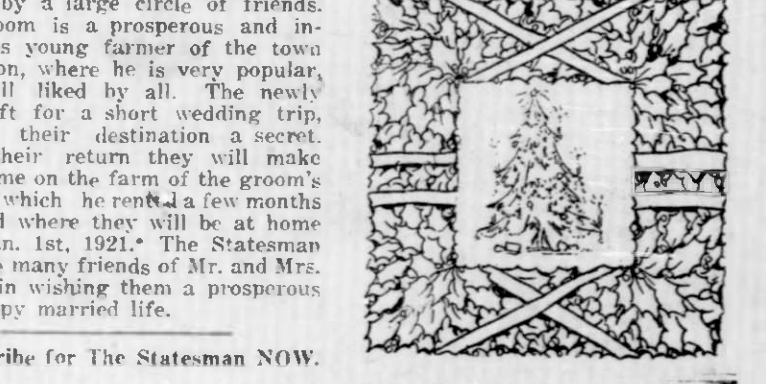 by a large circle of friends.
oom is a prosperous and in-
s young farmer of the town
on, where he is very popular,
ll liked by all. The newly
ft for a short wedding trip,
their destination a secret.
heir return they will make
me on the farm of the groom's
which he rented a few months
d where they will be at home
n. 1st, 1921.* The Statesman
many friends of Mr. and Mrs.
in wishing them a prosperous
py married life.
ribe for The Statesman NOW.